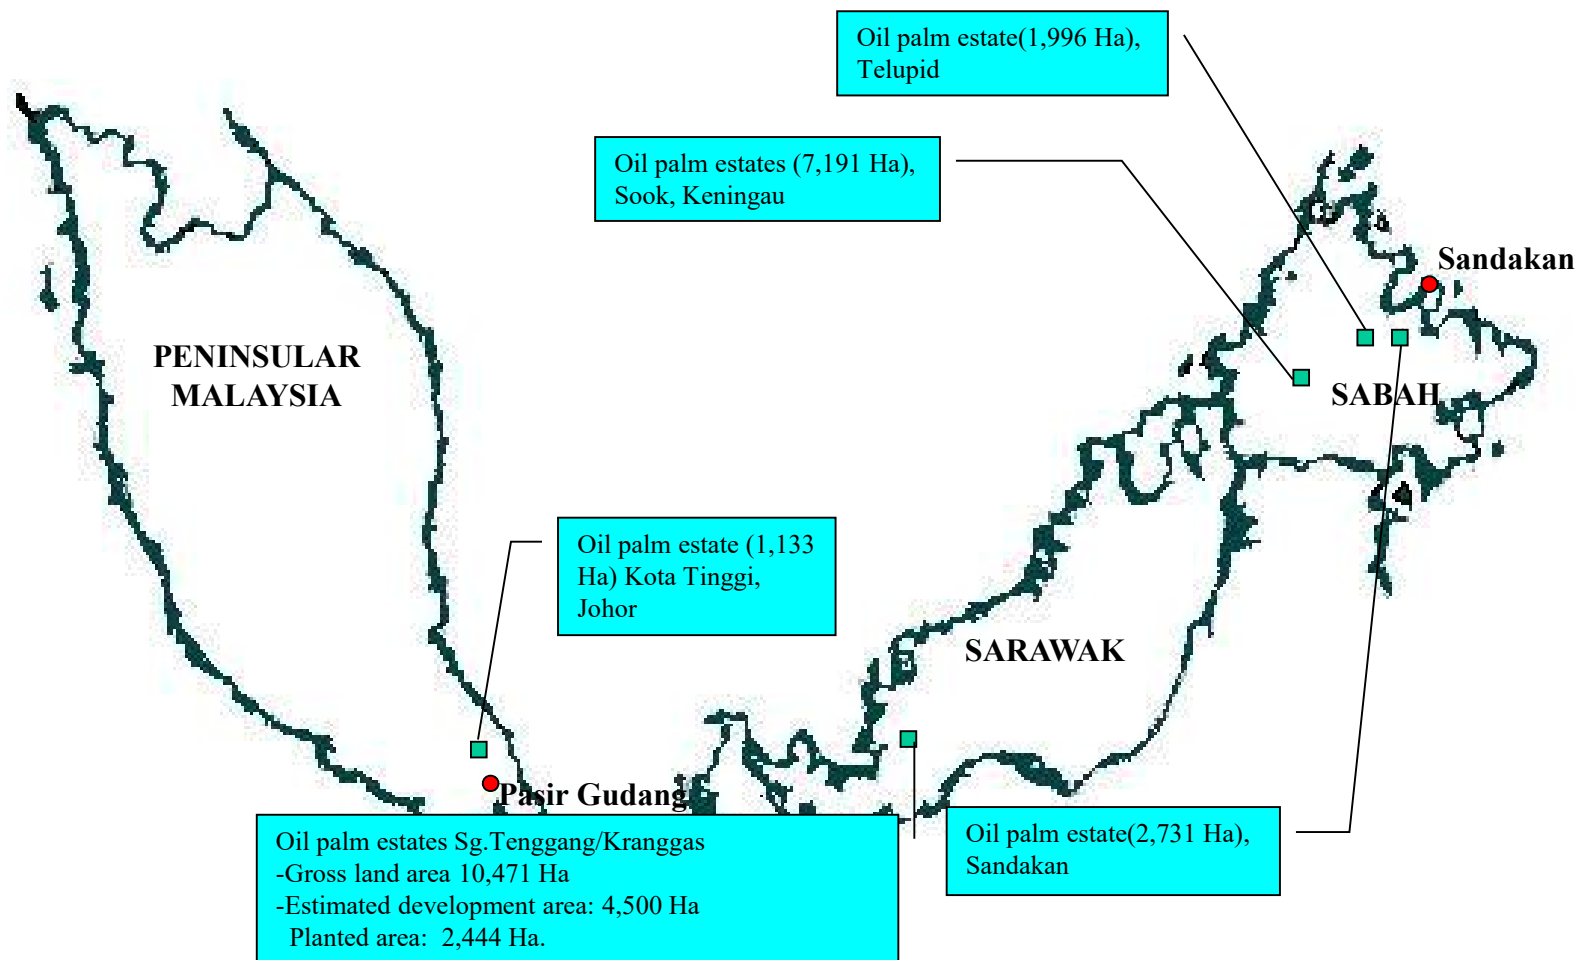 Oil palm estate(1,996 Ha),
Telupid
Oil palm estates (7,191 Ha),
Sook, Keningau
Sandakan
PENINSULAR
MALAYSIA
SABAH
Oil palm estate (1,133
Ha) Kota Tinggi,
Johor
SARAWAK
Pasir Gudang
Oil palm estates Sg.Tenggang/Kranggas
-Gross land area 10,471 Ha
-Estimated development area: 4,500 Ha
Planted area: 2,444 Ha.
Oil palm estate(2,731 Ha),
Sandakan